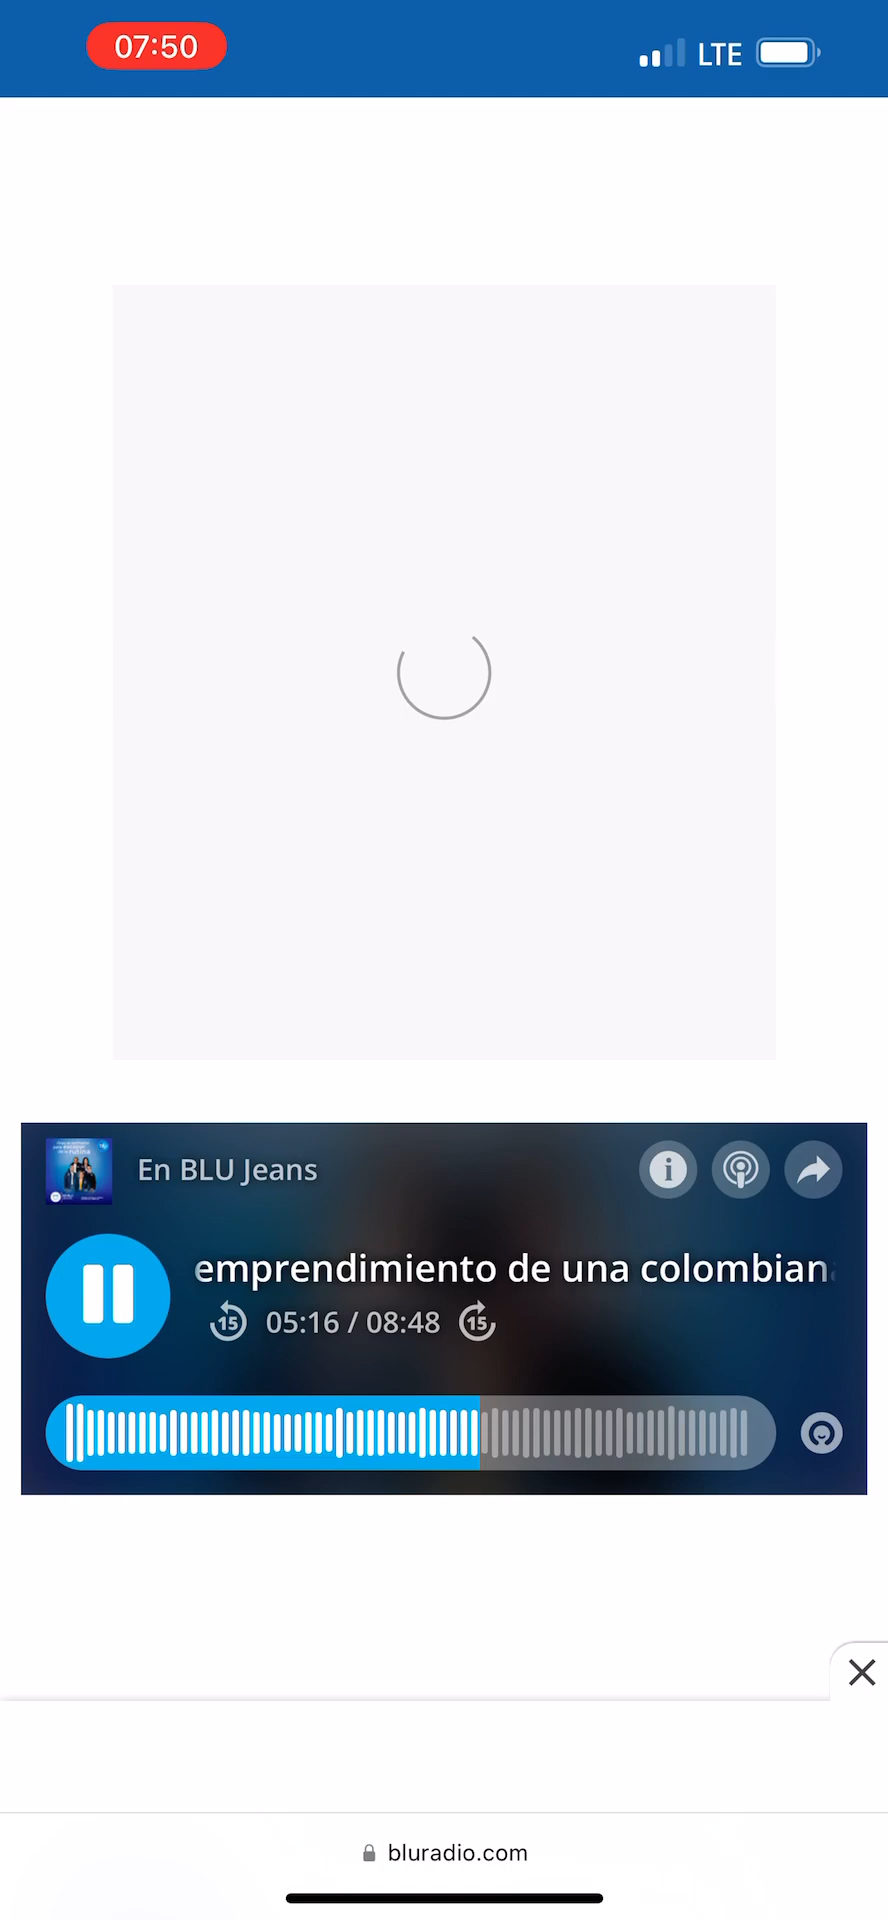 07:50
LTE
En BLU Jeans
emprendimiento de una colombian
15
05:16 / 08:48
15
bluradio.com